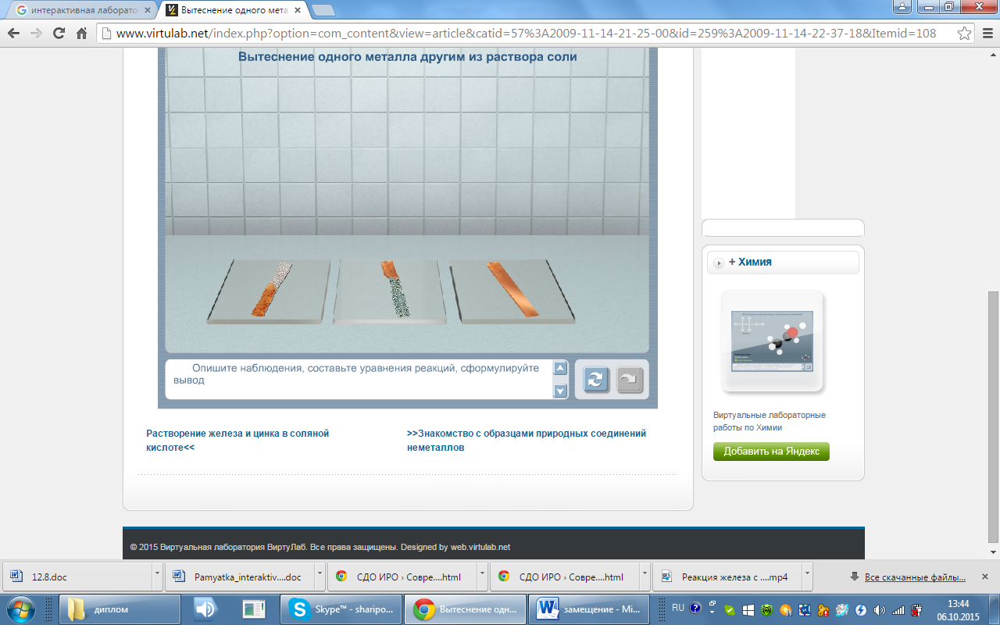 интерактивная лаборато
Вытеснение одного мета
www.virtulab.net/index.php?option=com_content&view=article&catid=57%3A2009-11-14-21-25-00&id=259%3A2009-11-14-22-37-18&Itemid=108
Вытеснение одного металла другим из раствора соли
Опишите наблюдения, составьте уравнения реакций, сформулируйте
вывод
Растворение железа и цинка в соляной
кислоте<<
>>Знакомство с образцами природных соединений
неметаллов
+ Химия
Виртуальные лабораторные
работы по Химии
Добавить на Яндекс
© 2015 Виртуальная лаборатория ВиртуЛаб. Все права защищены. Designed by web.virtulab.net
12.8.doc
Pamyatka_interaktiv....doc
СДО ИРО › Совре....html
СДО ИРО › Совре....html
Реакция железа с ....mp4
Все скачанные файлы...
диплом
Skype™ - sharipo...
Вытеснение одн...
замещение - Mi...
RU
13:44
06.10.2015